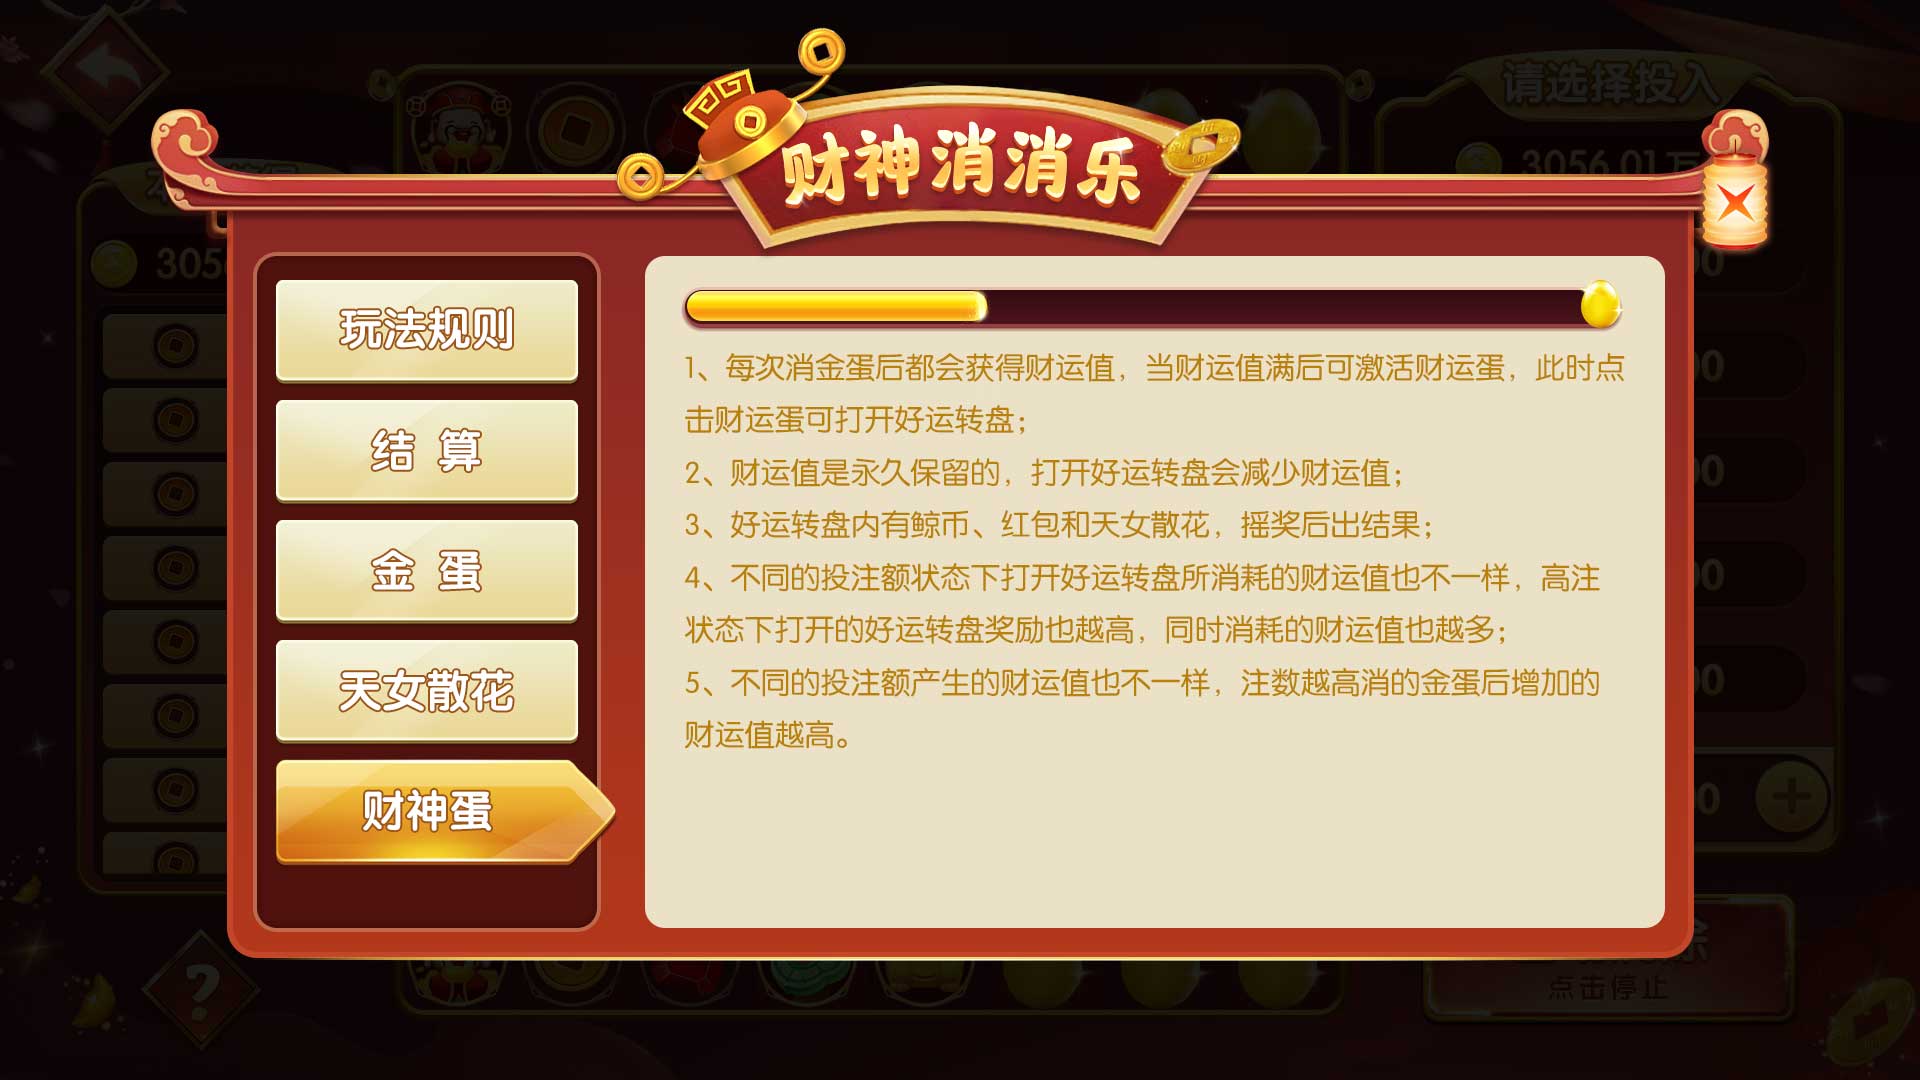 请选择投入
财神消消乐
3056.01万
305
玩法规则
结 算
金 蛋
天女散花
财神蛋
1、每次消金蛋后都会获得财运值，当财运值满后可激活财运蛋，此时点
击财运蛋可打开好运转盘；
2、财运值是永久保留的，打开好运转盘会减少财运值；
3、好运转盘内有鲸币、红包和天女散花，摇奖后出结果；
4、不同的投注额状态下打开好运转盘所消耗的财运值也不一样，高注
状态下打开的好运转盘奖励也越高，同时消耗的财运值也越多；
5、不同的投注额产生的财运值也不一样，注数越高消的金蛋后增加的
财运值越高。
点击停止